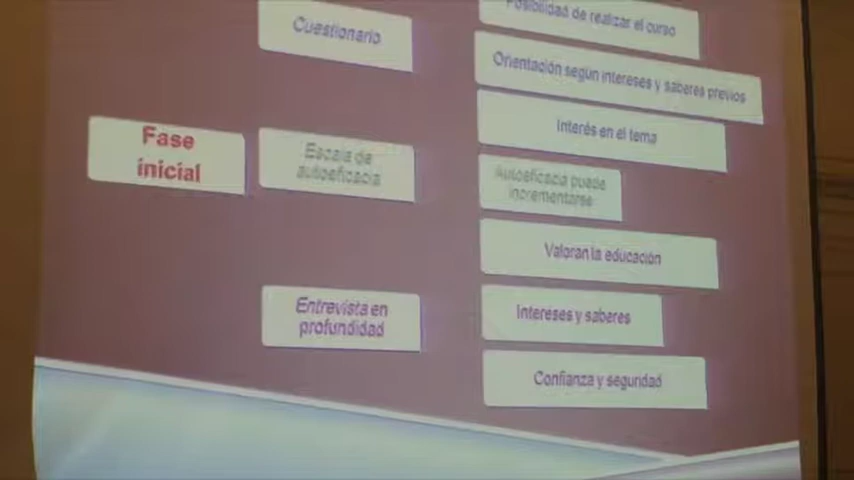 Fase
inicial
Cuestionario
Posibilidad de realizar el curso
Orientación según intereses y saberes previos
Interés en el tema
Escala de
autoeficacia
Autoeficacia puede
incrementarse
Entrevista en
profundidad
Valoran la educación
Intereses y saberes
Confianza y seguridad